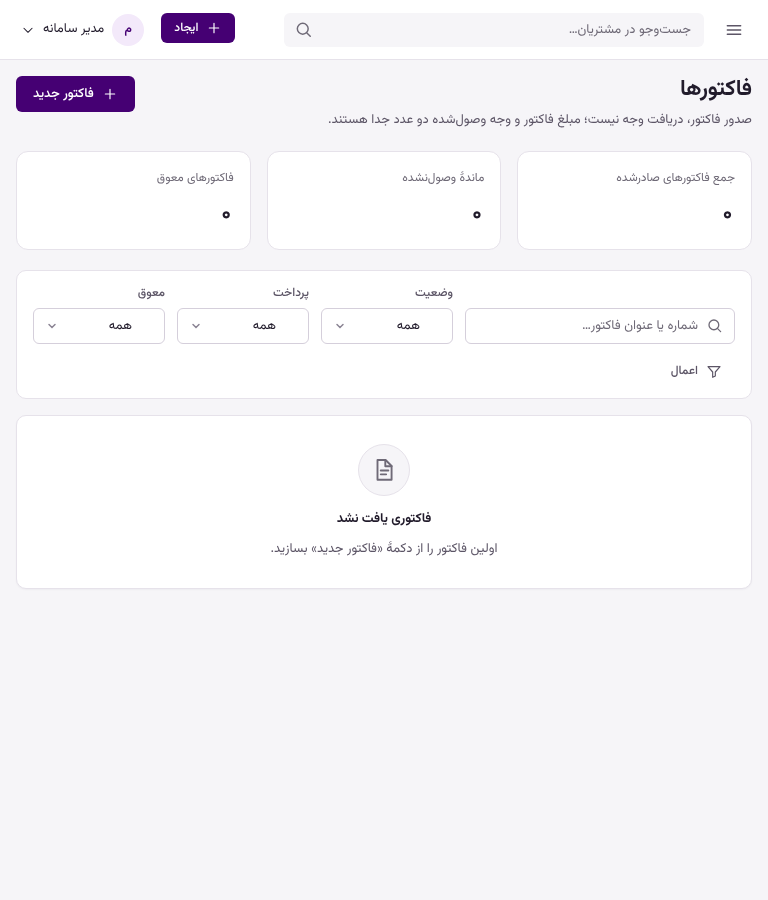 جست‌وجو در مشتریان...
ایجاد
م
مدیر سامانه
فاکتورها
فاکتور جدید
صدور فاکتور، دریافت وجه نیست؛ مبلغ فاکتور و وجه وصول‌شده دو عدد جدا هستند.
جمع فاکتورهای صادرشده
۰
ماندهٔ وصول‌نشده
۰
فاکتورهای معوق
۰
وضعیت
پرداخت
معوق
شماره یا عنوان فاکتور...
همه
همه
همه
اعمال
فاکتوری یافت نشد
اولین فاکتور را از دکمهٔ «فاکتور جدید» بسازید.